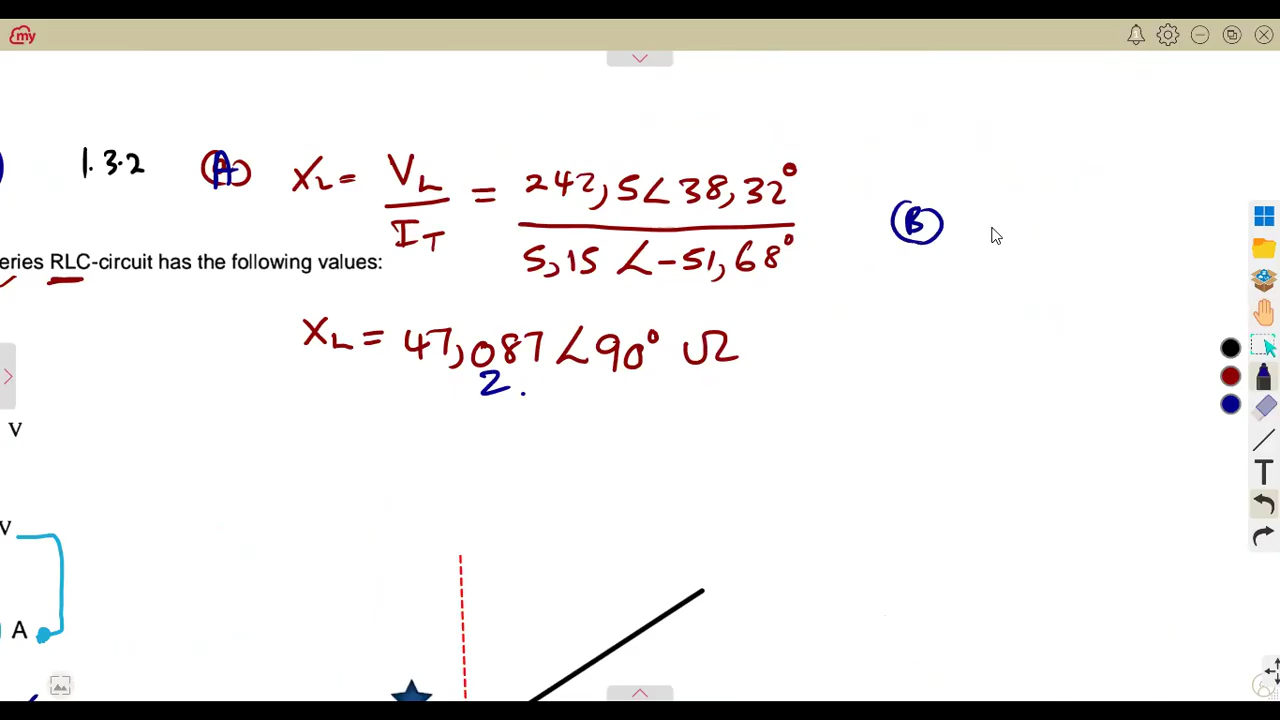 my
1.3.2 A X_L = V_L / I_T = 242,5∠38,32° / 5,15∠-51,68° B
eries RLC-circuit has the following values:
X_L = 47,087∠90° Ω
2.
V
V
A
T